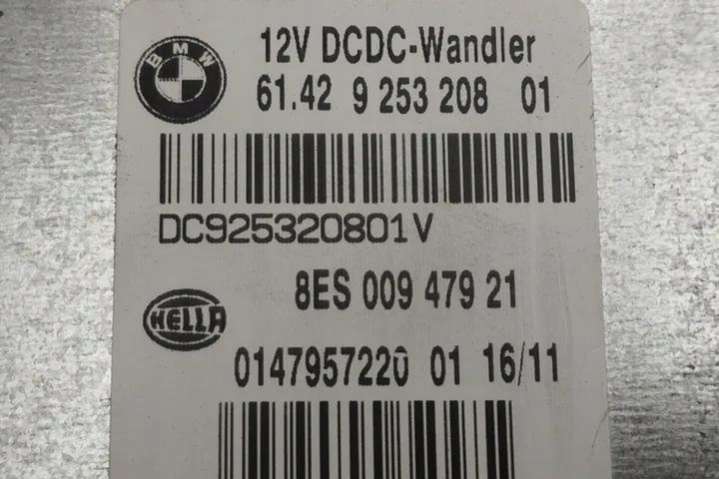 BMW
12V DCDC-Wandler
61.42 9 253 208 01
DC925320801V
8ES 009 479 21
HELLA
0147957220 01 16/11